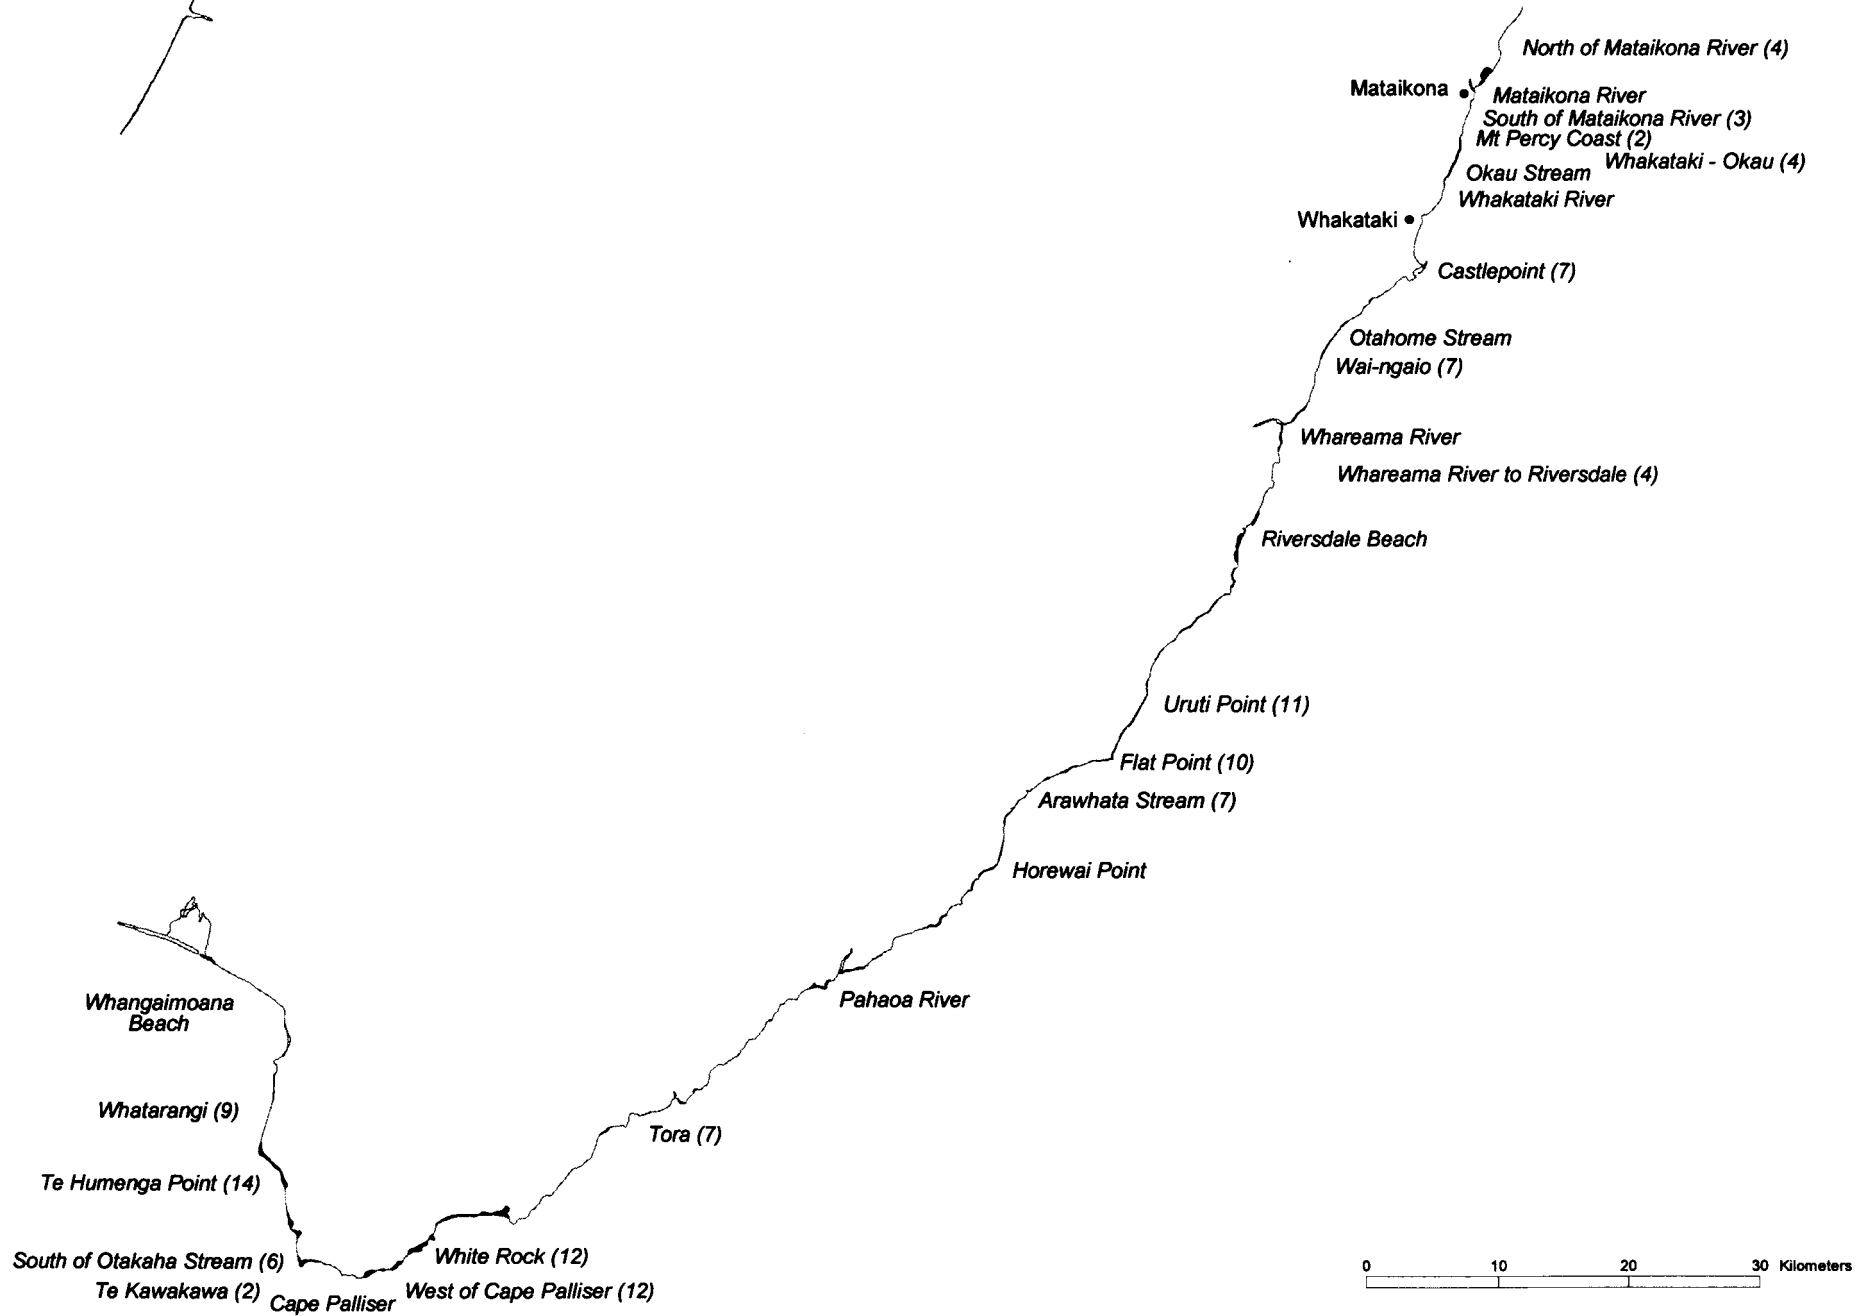 North of Mataikona River (4)
Mataikona
Mataikona River
South of Mataikona River (3)
Mt Percy Coast (2)
Whakataki - Okau (4)
Okau Stream
Whakataki River
Whakataki
Castlepoint (7)
Otahome Stream
Wai-ngaio (7)
Whareama River
Whareama River to Riversdale (4)
Riversdale Beach
Uruti Point (11)
Flat Point (10)
Arawhata Stream (7)
Horewai Point
Pahaoa River
Whangaimoana
Beach
Whatarangi (9)
Tora (7)
Te Humenga Point (14)
White Rock (12)
South of Otakaha Stream (6)
Te Kawakawa (2)
Cape Palliser
West of Cape Palliser (12)
0 10 20 30 Kilometers